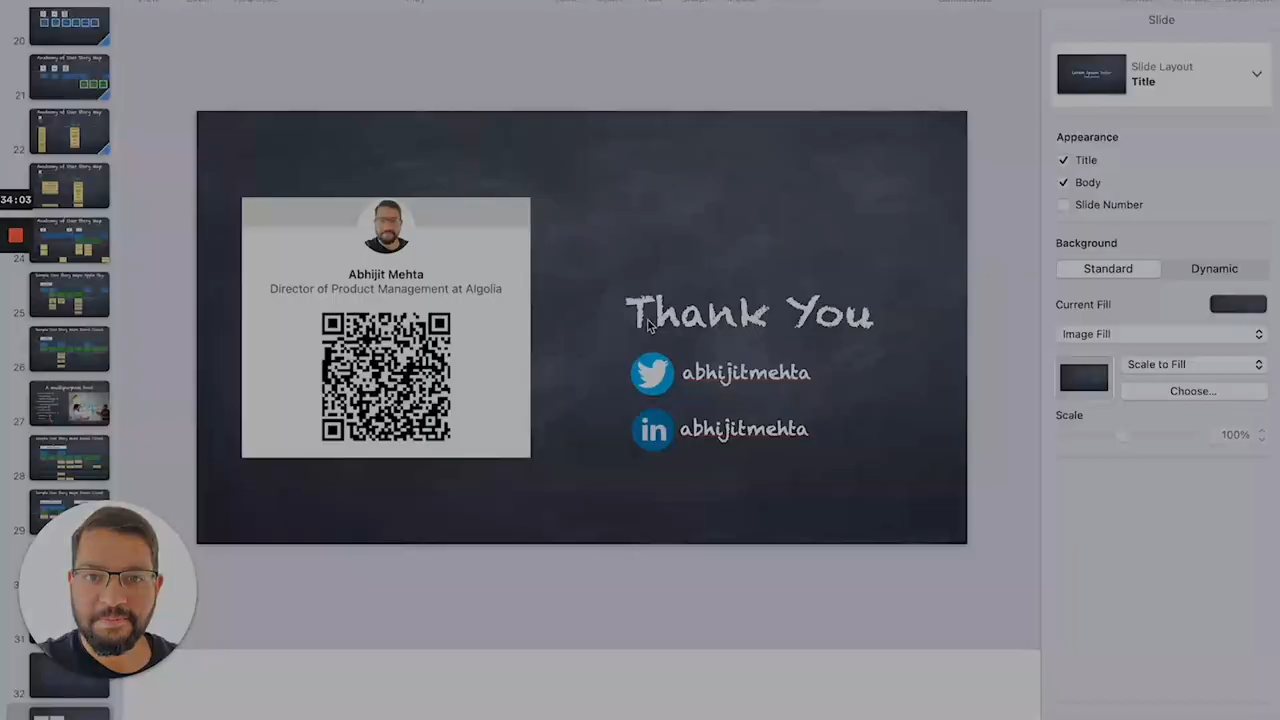 Slide
20
Slide Layout
Title
21
22
Appearance
Title
Body
34:03
Slide Number
24
Background
Standard
Dynamic
Abhijit Mehta
Director of Product Management at Algolia
Thank You
Current Fill
25
Image Fill
26
abhijitmehta
Scale to Fill
Choose...
27
Scale
in abhijitmehta
100%
28
29
31
32